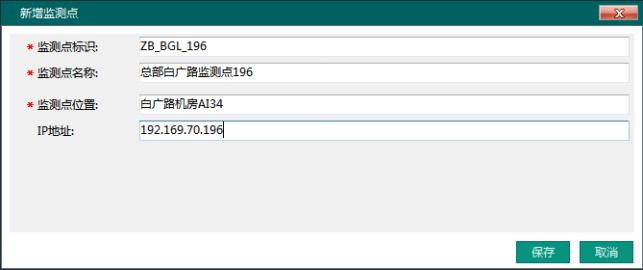 新增监测点
* 监测点标识: ZB_BGL_196
* 监测点名称: 总部白广路监测点196
* 监测点位置: 白广路机房AI34
IP地址: 192.169.70.196
保存 取消